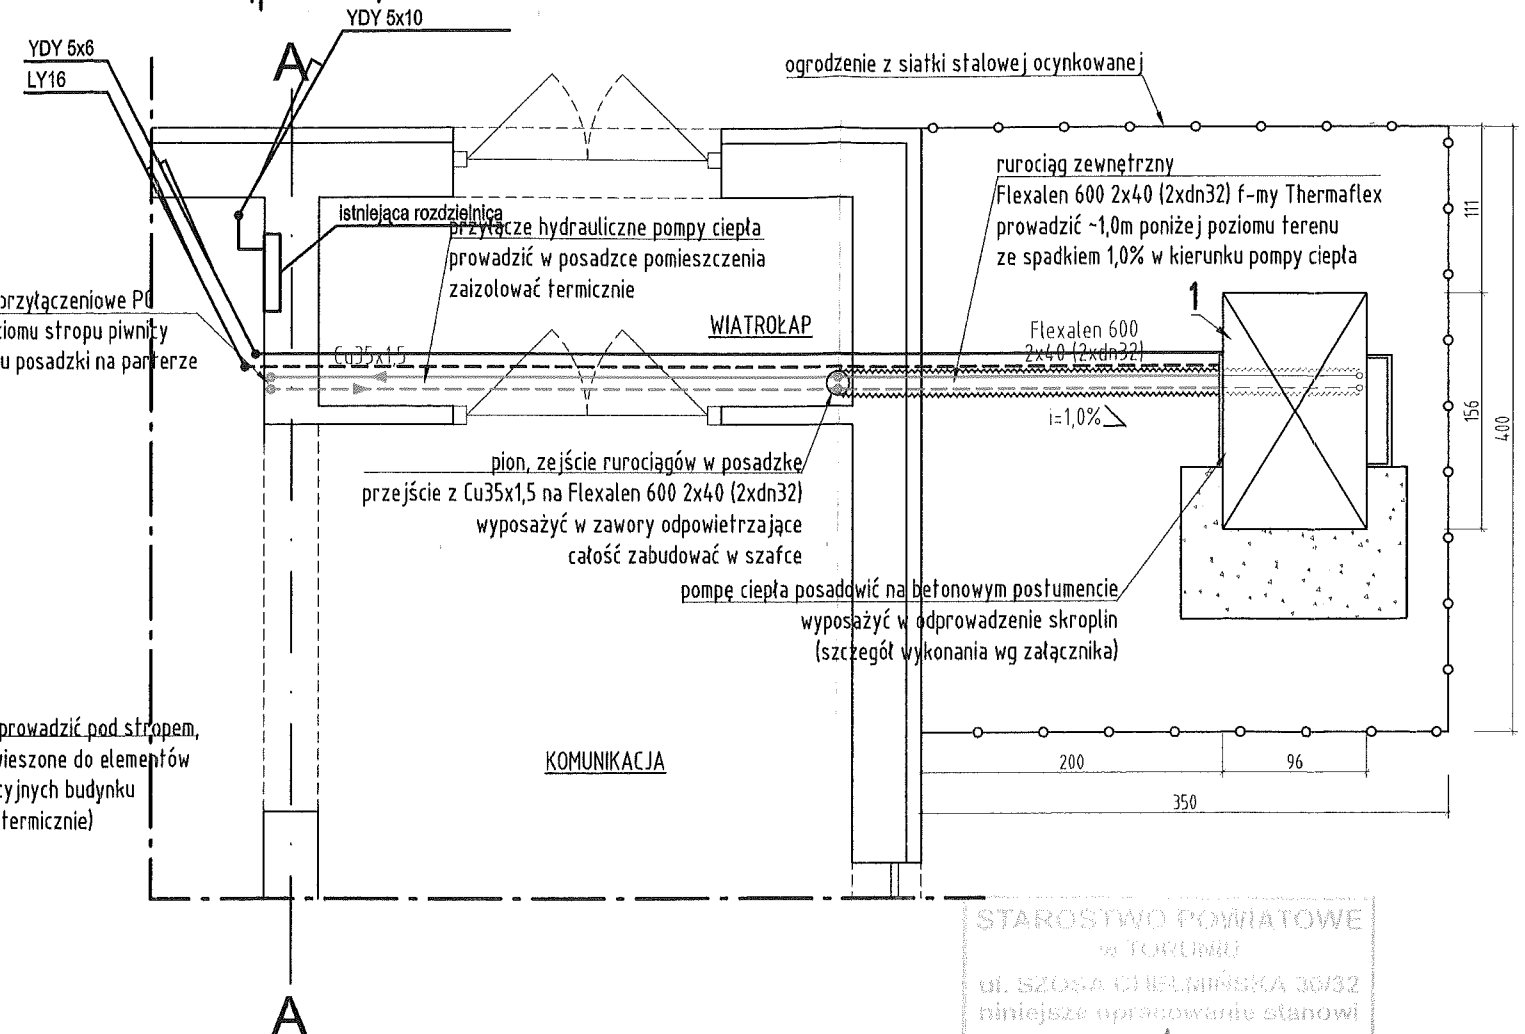 YDY 5x10
YDY 5x6
LY16
A
ogrodzenie z siatki stalowej ocynkowanej
rurociąg zewnętrzny
Flexalen 600 2x40 (2xdn32) f-my Thermaflex
prowadzić ~1,0m poniżej poziomu terenu
ze spadkiem 1,0% w kierunku pompy ciepła
istniejąca rozdzielnica
przyłącze hydrauliczne pompy ciepła
prowadzić w posadzce pomieszczenia
zaizolować termicznie
111
1
przyłączeniowe PC
ziomu stropu piwnicy
u posadzki na parterze
WIATROŁAP
Cu35x1,5
Flexalen 600
2x40 (2xdn32)
i=1,0%
156
400
pion, zejście rurociągów w posadzkę
przejście z Cu35x1,5 na Flexalen 600 2x40 (2xdn32)
wyposażyć w zawory odpowietrzające
całość zabudować w szafce
pompę ciepła posadowić na betonowym postumencie
wyposażyć w odprowadzenie skroplin
(szczegół wykonania wg załącznika)
prowadzić pod stropem,
wieszone do elementów
cyjnych budynku
termicznie)
KOMUNIKACJA
200
96
350
STAROSTWO POWIATOWE
w TORUNIU
ul. SZOSA CHEŁMIŃSKA 30/32
niniejsze opracowanie stanowi
A